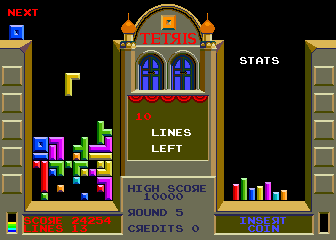 NEXT
TETRIS
STATS
10
LINES
LEFT
HIGH SCORE
10000
ROUND 5
CREDITS 0
INSERT
COIN